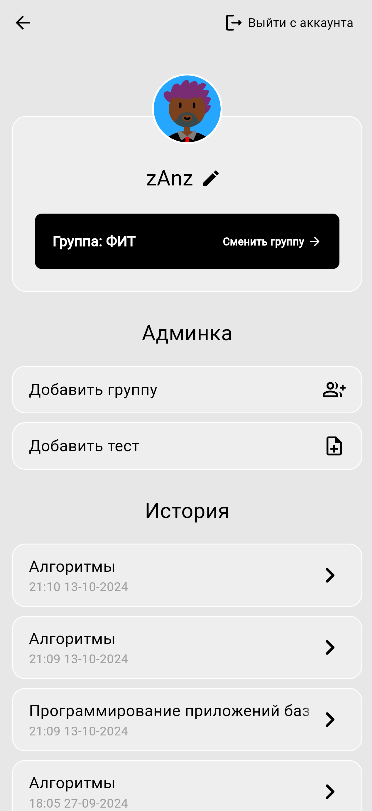 Выйти с аккаунта
zAnz
Группа: ФИТ
Сменить группу
Админка
Добавить группу
Добавить тест
История
Алгоритмы
21:10 13-10-2024
Алгоритмы
21:09 13-10-2024
Программирование приложений баз
21:09 13-10-2024
Алгоритмы
18:05 27-09-2024